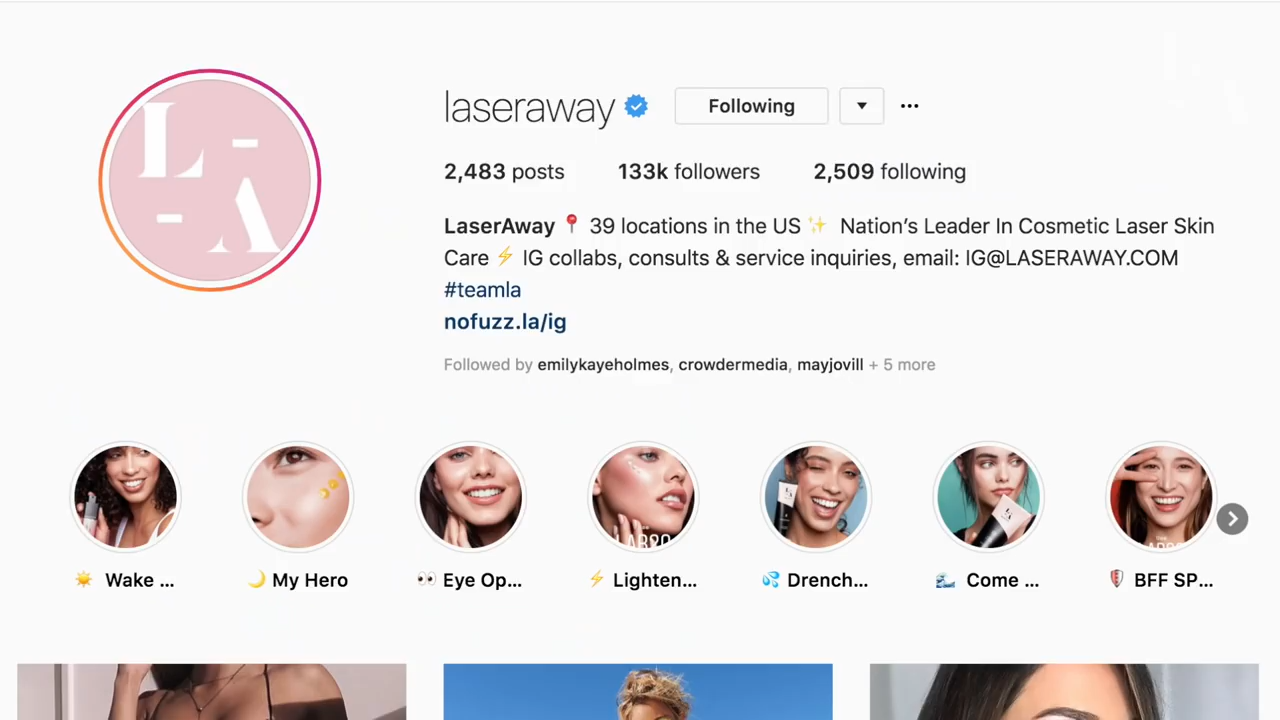 L -
- A
laseraway
Following
2,483 posts 133k followers 2,509 following
LaserAway 📍 39 locations in the US ✨ Nation’s Leader In Cosmetic Laser Skin
Care ⚡ IG collabs, consults & service inquiries, email: IG@LASERAWAY.COM
#teamla
nofuzz.la/ig
Followed by emilykayeholmes, crowdermedia, mayjovill + 5 more
☀️ Wake ...
🌙 My Hero
👀 Eye Op...
⚡ Lighten...
💦 Drench...
🌊 Come ...
🛡️ BFF SP...